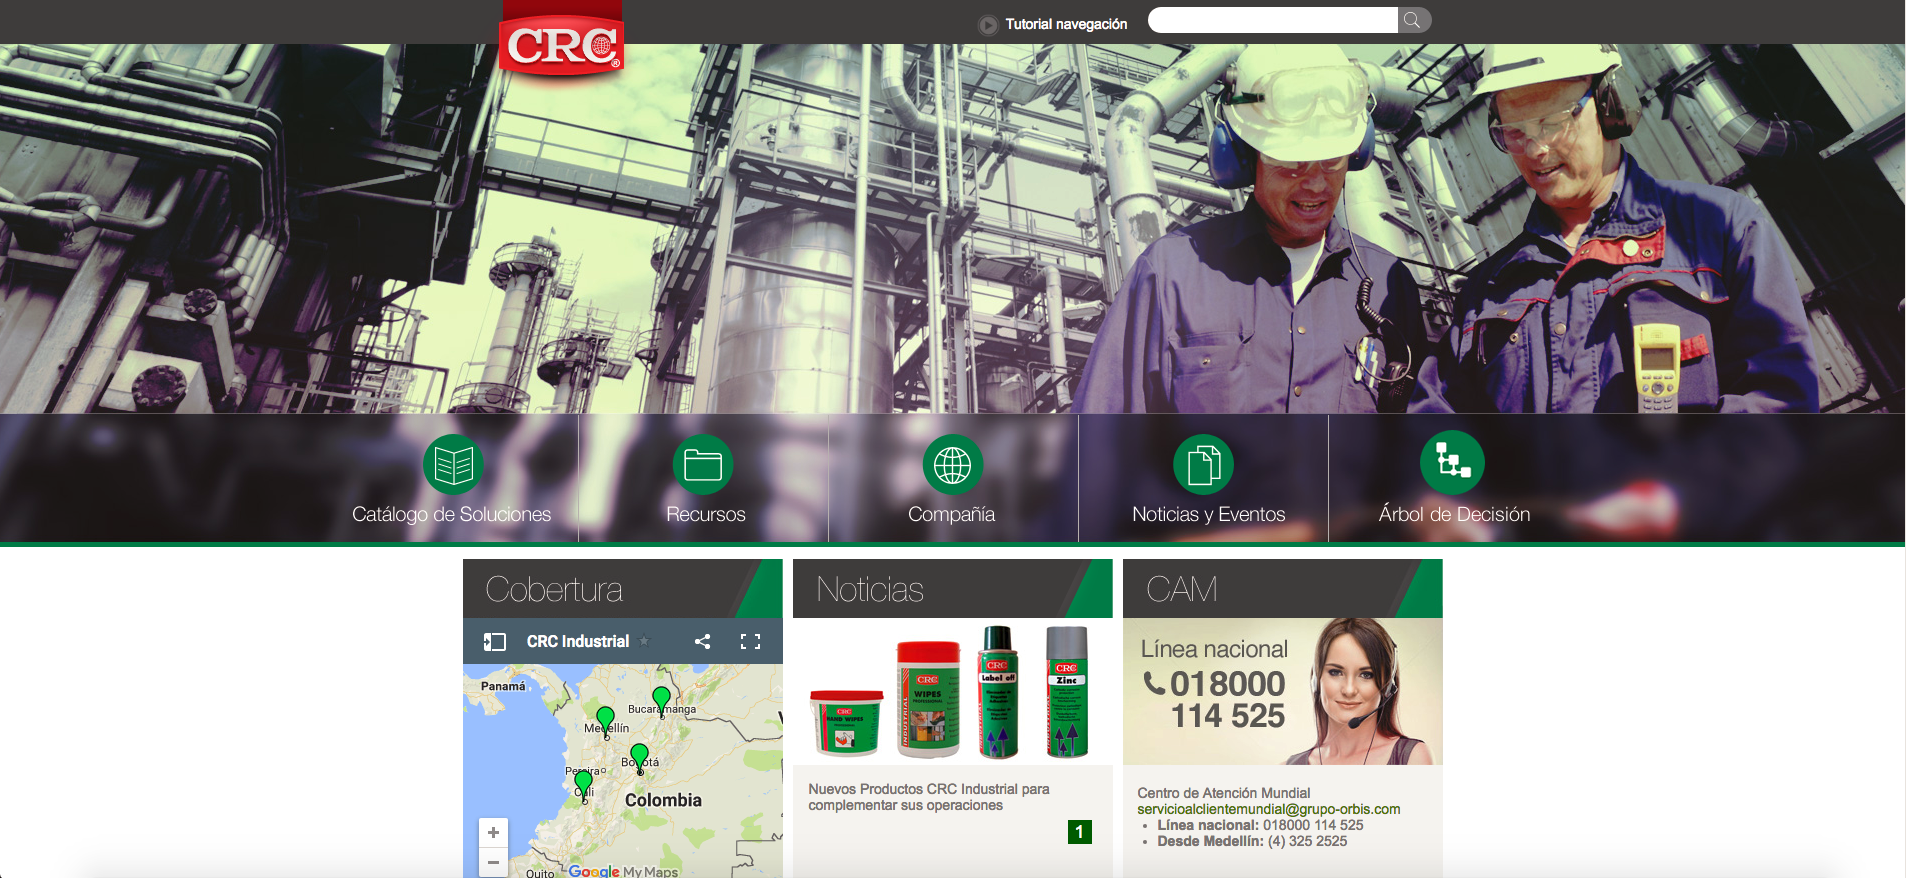 CRC®
Tutorial navegación
Catálogo de Soluciones
Recursos
Compañía
Noticias y Eventos
Árbol de Decisión
Cobertura
CRC Industrial
Panamá
Bucaramanga
Medellín
Bogotá
Pereira
Cali
Colombia
+
−
Quito
Google My Maps
Noticias
CRC
HAND WIPES
CRC
WIPES
PROFESSIONAL
INDUSTRIAL
CRC
Label off
CRC
Zinc
Nuevos Productos CRC Industrial para
complementar sus operaciones
1
CAM
Línea nacional
018000
114 525
Centro de Atención Mundial
servicioalclientemundial@grupo-orbis.com
• Línea nacional: 018000 114 525
• Desde Medellín: (4) 325 2525